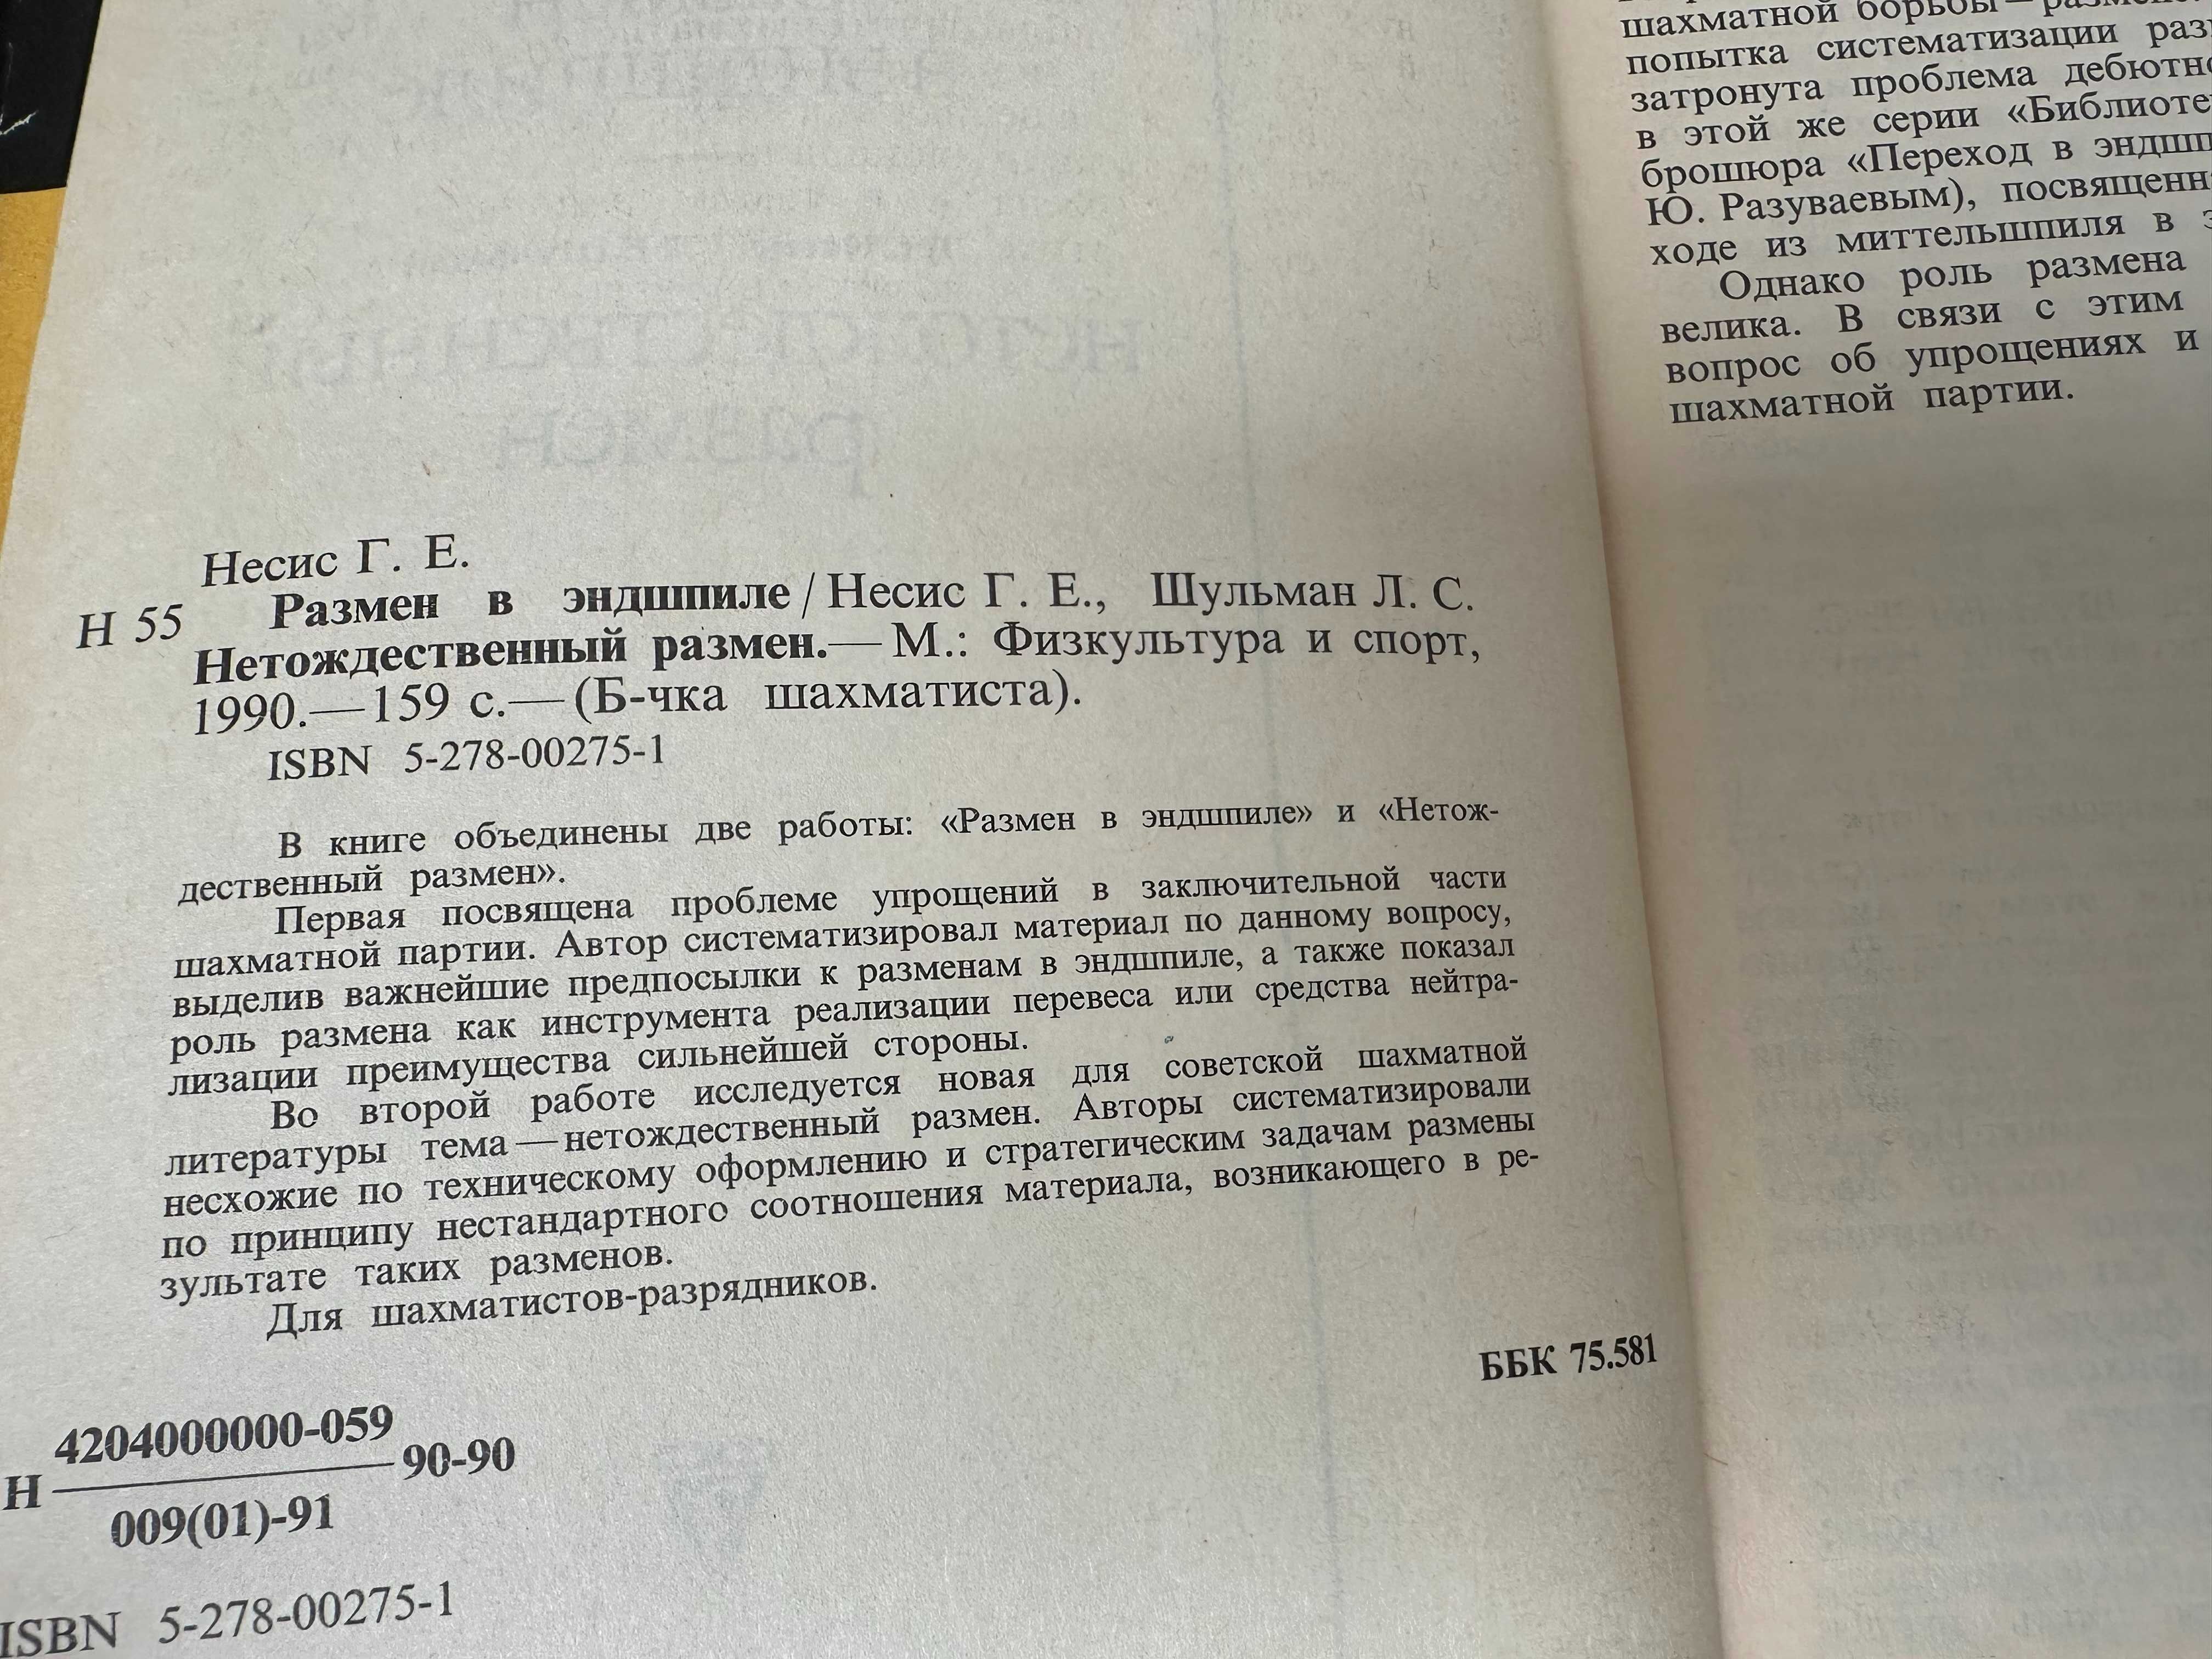 Несис Г. Е.
Н 55 Размен в эндшпиле / Несис Г. Е., Шульман Л. С.
Нетождественный размен.— М.: Физкультура и спорт,
1990.— 159 с.— (Б-чка шахматиста).
ISBN 5-278-00275-1
В книге объединены две работы: «Размен в эндшпиле» и «Нетож-
дественный размен».
Первая посвящена проблеме упрощений в заключительной части
шахматной партии. Автор систематизировал материал по данному вопросу,
выделив важнейшие предпосылки к разменам в эндшпиле, а также показал
роль размена как инструмента реализации перевеса или средства нейтра-
лизации преимущества сильнейшей стороны.
Во второй работе исследуется новая для советской шахматной
литературы тема — нетождественный размен. Авторы систематизировали
несхожие по техническому оформлению и стратегическим задачам размены
по принципу нестандартного соотношения материала, возникающего в ре-
зультате таких разменов.
Для шахматистов-разрядников.
ББК 75.581
4204000000-059
Н 90-90
009(01)-91
ISBN 5-278-00275-1
шахматной борьбы —
попытка систематизации
затронута проблема
в этой же серии
брошюра «Переход в
Ю. Разуваевым),
ходе из миттельшпиля в
Однако роль размена
велика. В связи с этим
вопрос об упрощениях и
шахматной партии.